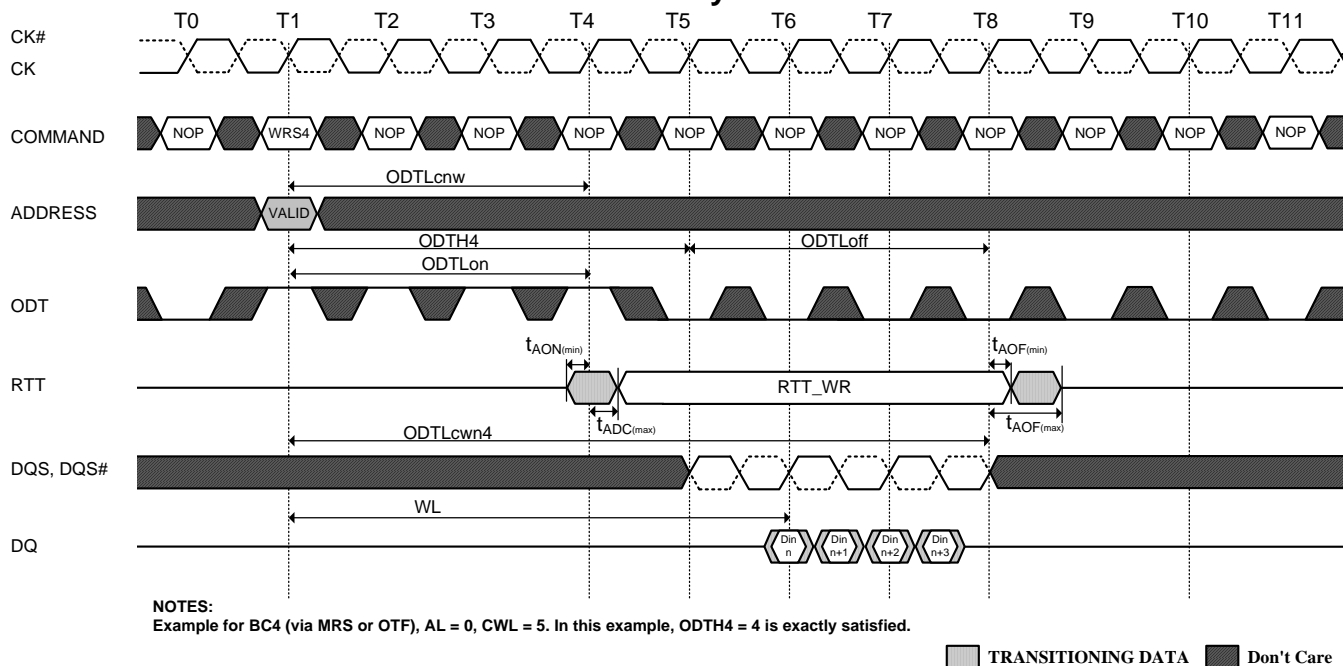 T0 T1 T2 T3 T4 T5 T6 T7 T8 T9 T10 T11
CK#
CK
COMMAND NOP WRS4 NOP NOP NOP NOP NOP NOP NOP NOP NOP NOP
ODTLcnw
ADDRESS VALID
ODTH4 ODTLoff
ODTLon
ODT
tAON(min) tAOF(min)
RTT RTT_WR
tADC(max) tAOF(max)
ODTLcwn4
DQS, DQS#
WL
DQ Din n Din n+1 Din n+2 Din n+3
NOTES:
Example for BC4 (via MRS or OTF), AL = 0, CWL = 5. In this example, ODTH4 = 4 is exactly satisfied.
TRANSITIONING DATA Don't Care